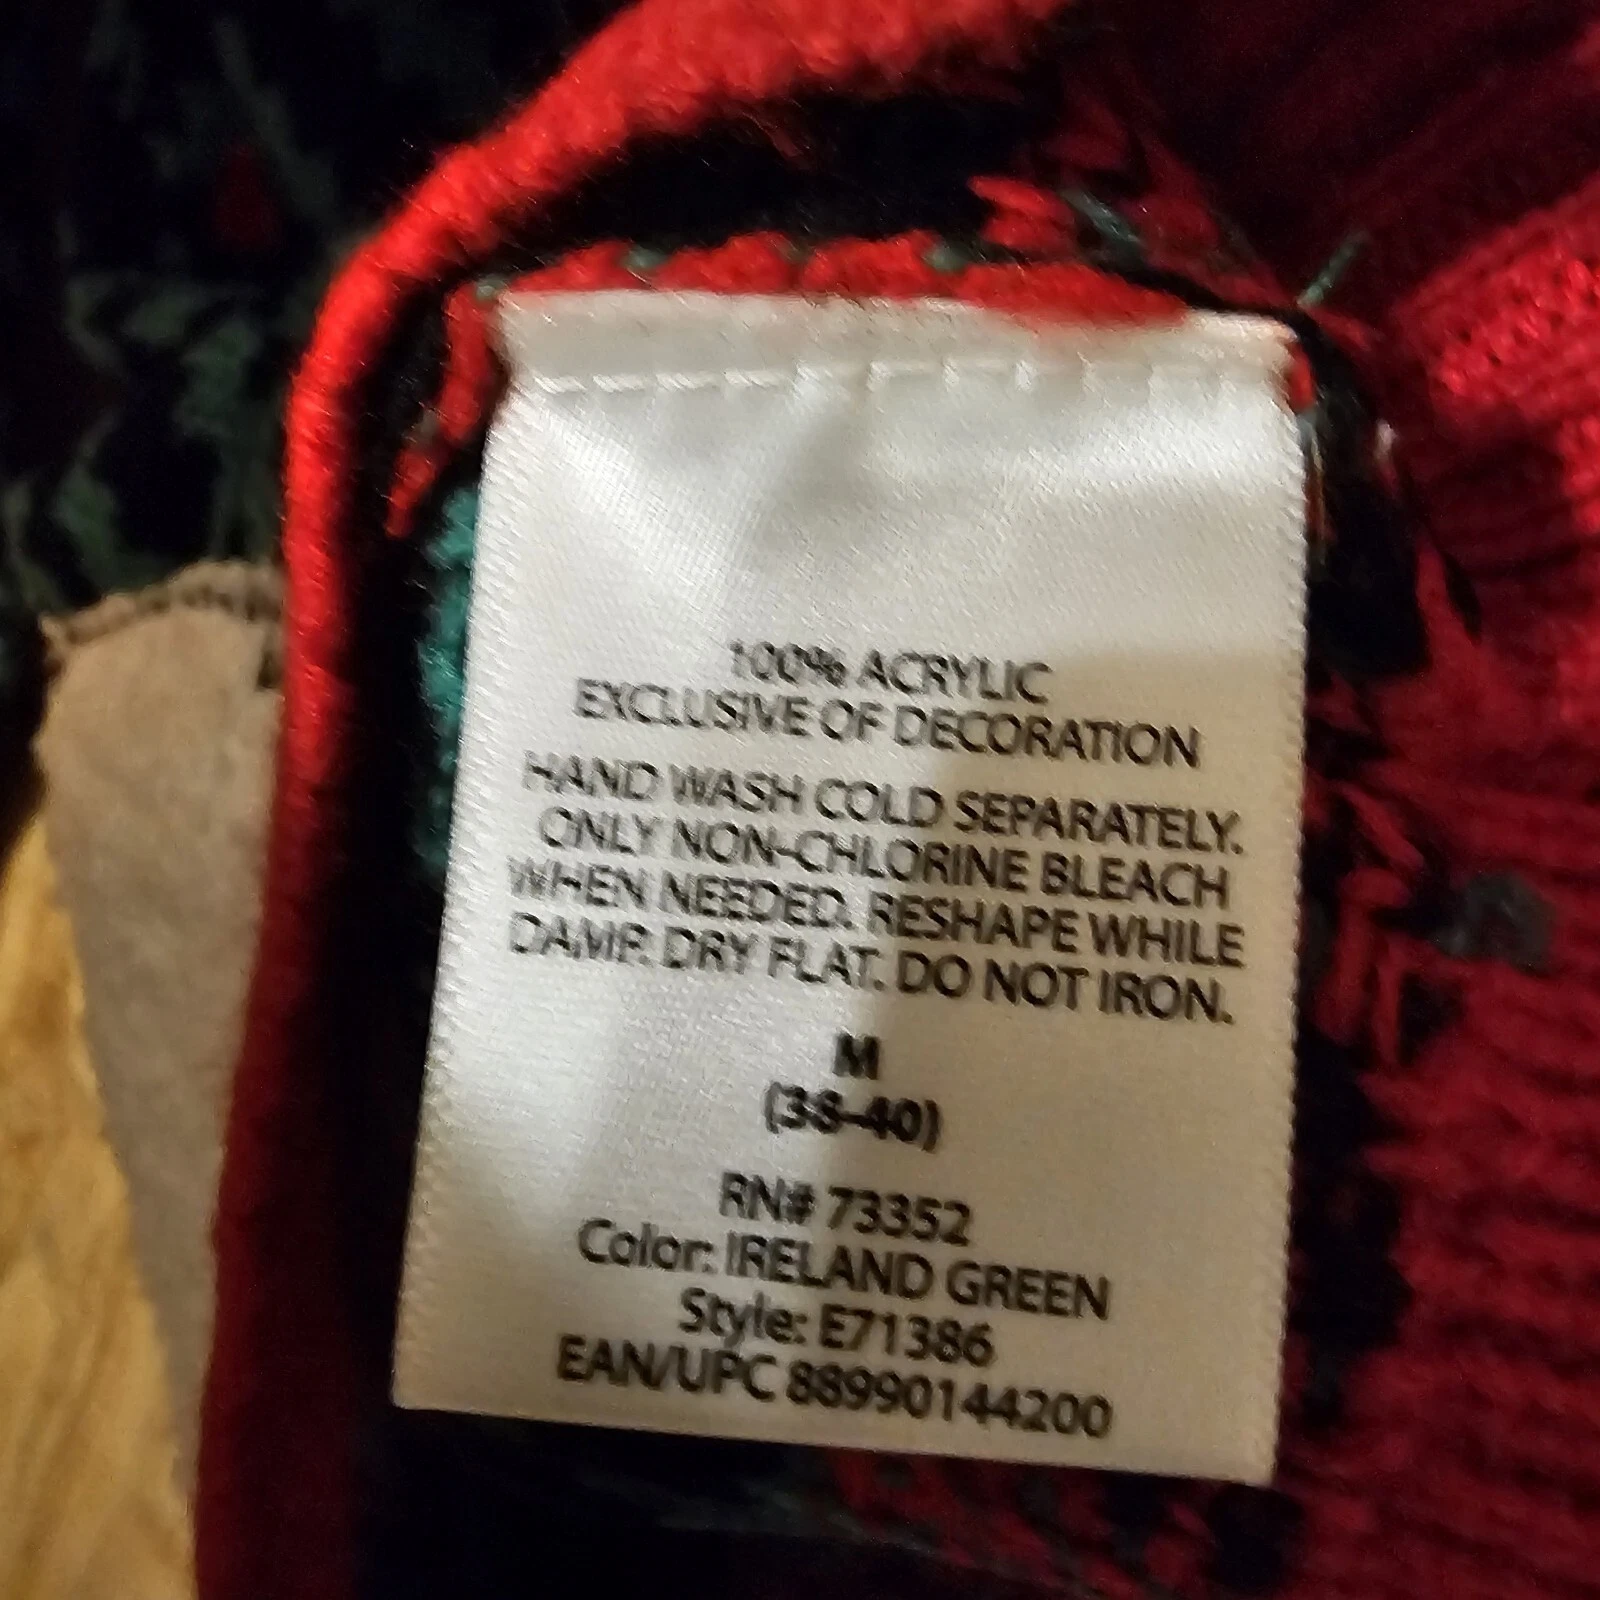 100% ACRYLIC
EXCLUSIVE OF DECORATION
HAND WASH COLD SEPARATELY.
ONLY NON-CHLORINE BLEACH
WHEN NEEDED. RESHAPE WHILE
DAMP. DRY FLAT. DO NOT IRON.
M
(38-40)
RN# 73352
Color: IRELAND GREEN
Style: E71386
EAN/UPC 88990144200